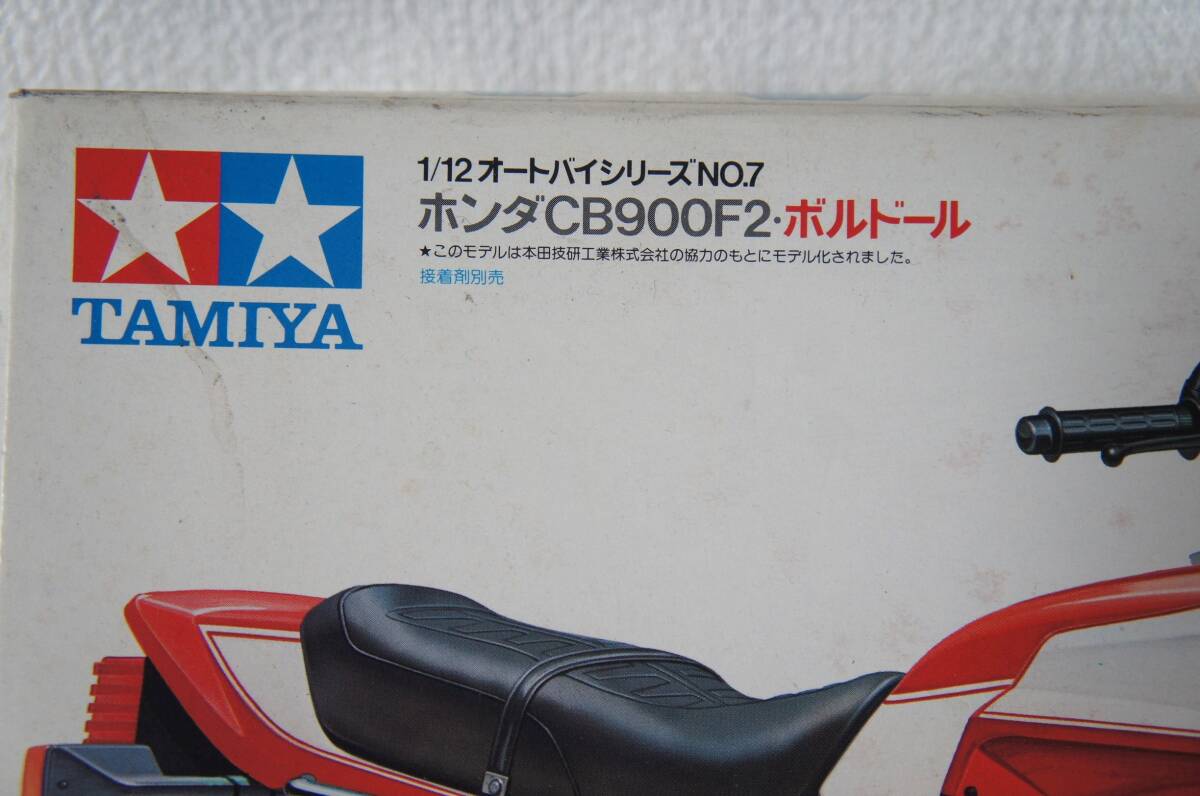 TAMIYA
1/12オートバイシリーズNO.7
ホンダCB900F2・ボルドール
★このモデルは本田技研工業株式会社の協力のもとにモデル化されました。
接着剤別売